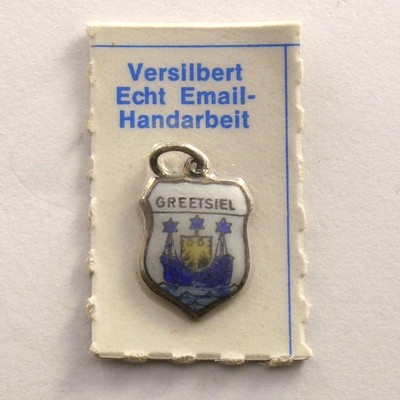 Versilbert
Echt Email-
Handarbeit
GREETSIEL